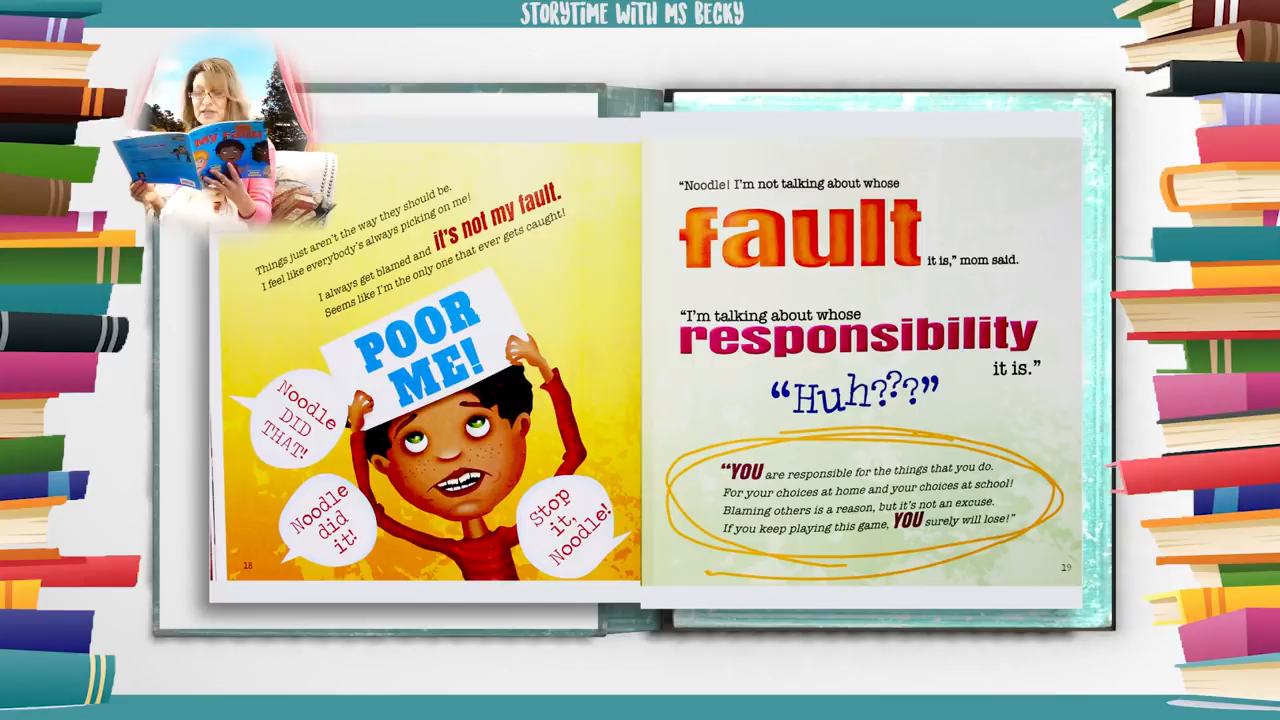 STORYTIME WITH MS BECKY
My fault
Things just aren't the way they should be.
I feel like everybody's always picking on me!
I always get blamed and it's not my fault.
Seems like I'm the only one that ever gets caught!
POOR
ME!
Noodle
DID
THAT!
Noodle
did
it!
Stop
it,
Noodle!
18
"Noodle! I'm not talking about whose
fault it is," mom said.
"I'm talking about whose
responsibility
it is."
"Huh???"
"YOU are responsible for the things that you do.
For your choices at home and your choices at school!
Blaming others is a reason, but it's not an excuse.
If you keep playing this game, YOU surely will lose!"
19